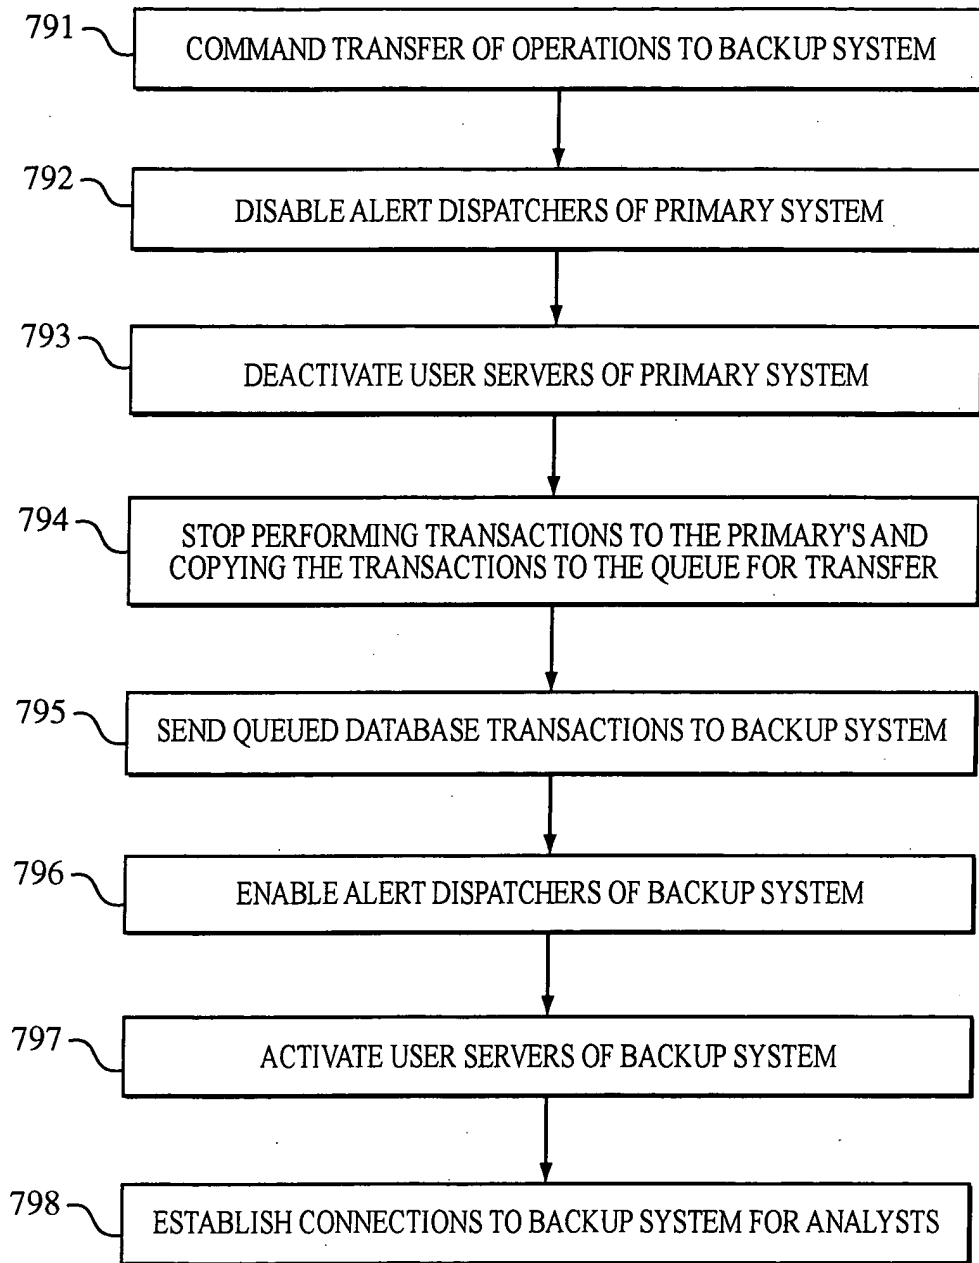 791
COMMAND TRANSFER OF OPERATIONS TO BACKUP SYSTEM
792
DISABLE ALERT DISPATCHERS OF PRIMARY SYSTEM
793
DEACTIVATE USER SERVERS OF PRIMARY SYSTEM
794
STOP PERFORMING TRANSACTIONS TO THE PRIMARY'S AND
COPYING THE TRANSACTIONS TO THE QUEUE FOR TRANSFER
795
SEND QUEUED DATABASE TRANSACTIONS TO BACKUP SYSTEM
796
ENABLE ALERT DISPATCHERS OF BACKUP SYSTEM
797
ACTIVATE USER SERVERS OF BACKUP SYSTEM
798
ESTABLISH CONNECTIONS TO BACKUP SYSTEM FOR ANALYSTS